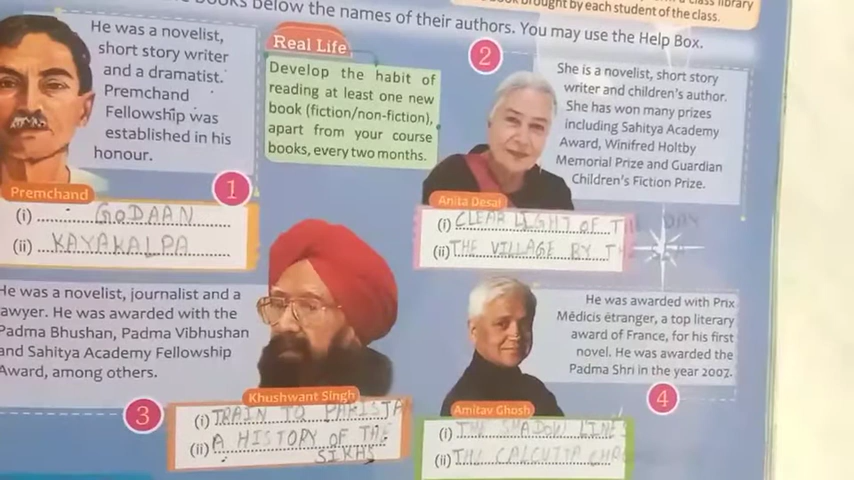 a class library
book brought by each student of the class.
books below the names of their authors. You may use the Help Box.
He was a novelist,
short story writer
and a dramatist.
Premchand
Fellowship was
established in his
honour.
Premchand
1
(i) GODAAN
(ii) KAYAKALPA
Real Life
Develop the habit of
reading at least one new
book (fiction/non-fiction),
apart from your course
books, every two months.
2
She is a novelist, short story
writer and children's author.
She has won many prizes
including Sahitya Academy
Award, Winifred Holtby
Memorial Prize and Guardian
Children's Fiction Prize.
Anita Desai
(i) CLEAR LIGHT OF THE DAY
(ii) THE VILLAGE BY THE
He was a novelist, journalist and a
lawyer. He was awarded with the
Padma Bhushan, Padma Vibhushan
and Sahitya Academy Fellowship
Award, among others.
3
Khushwant Singh
(i) TRAIN TO PAKISTAN
(ii) A HISTORY OF THE
SIKHS
He was awarded with Prix
Médicis étranger, a top literary
award of France, for his first
novel. He was awarded the
Padma Shri in the year 2007.
4
Amitav Ghosh
(i) THE SHADOW LINES
(ii) THE CALCUTTA